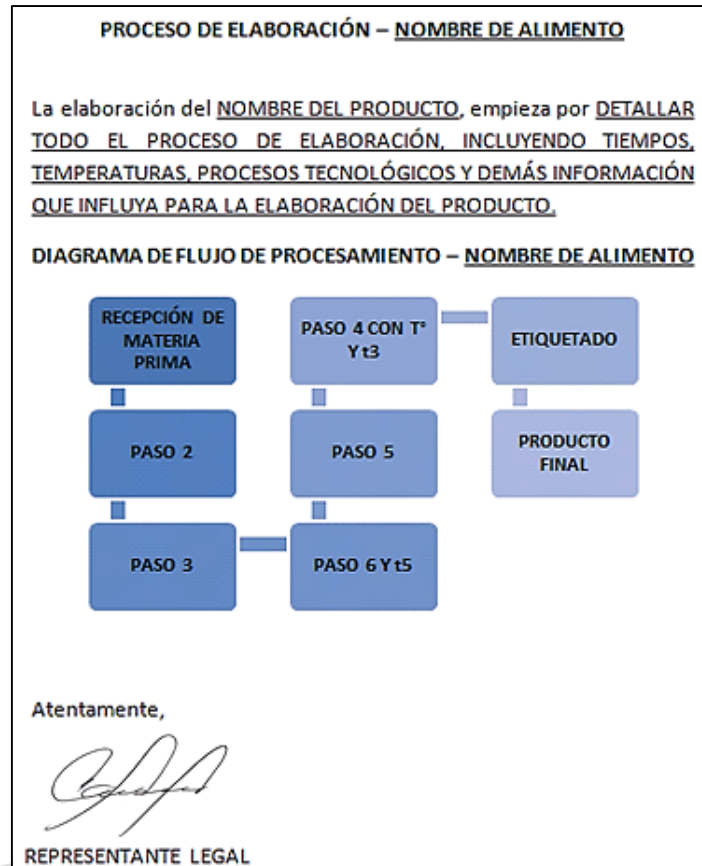 PROCESO DE ELABORACIÓN – NOMBRE DE ALIMENTO
La elaboración del NOMBRE DEL PRODUCTO, empieza por DETALLAR
TODO EL PROCESO DE ELABORACIÓN, INCLUYENDO TIEMPOS,
TEMPERATURAS, PROCESOS TECNOLÓGICOS Y DEMÁS INFORMACIÓN
QUE INFLUYA PARA LA ELABORACIÓN DEL PRODUCTO.
DIAGRAMA DE FLUJO DE PROCESAMIENTO – NOMBRE DE ALIMENTO
RECEPCIÓN DE
MATERIA
PRIMA
PASO 2
PASO 3
PASO 4 CON T°
Y t3
PASO 5
PASO 6 Y t5
ETIQUETADO
PRODUCTO
FINAL
Atentamente,
REPRESENTANTE LEGAL